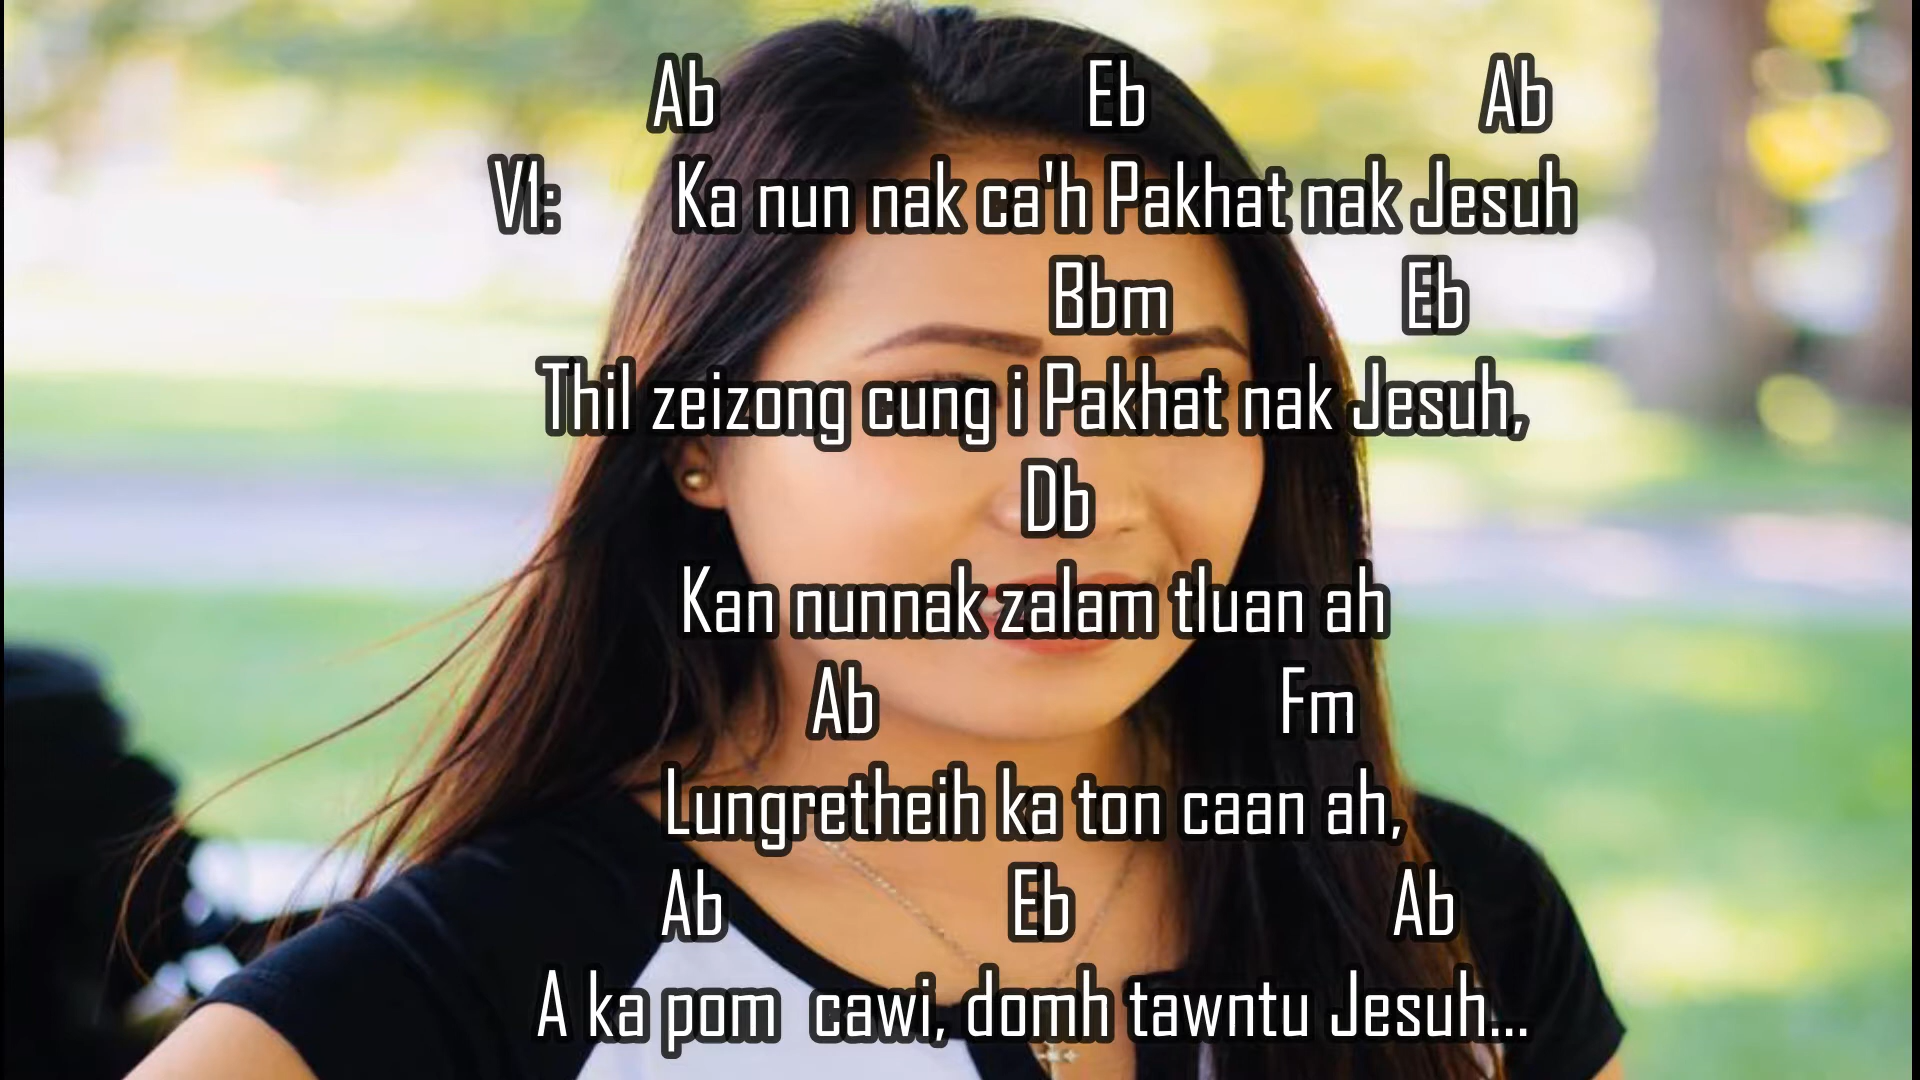 Ab Eb Ab
V1: Ka nun nak ca'h Pakhat nak Jesuh
Bbm Eb
Thil zeizong cung i Pakhat nak Jesuh,
Db
Kan nunnak zalam tluan ah
Ab Fm
Lungretheih ka ton caan ah,
Ab Eb Ab
A ka pom cawi, domh tawntu Jesuh...